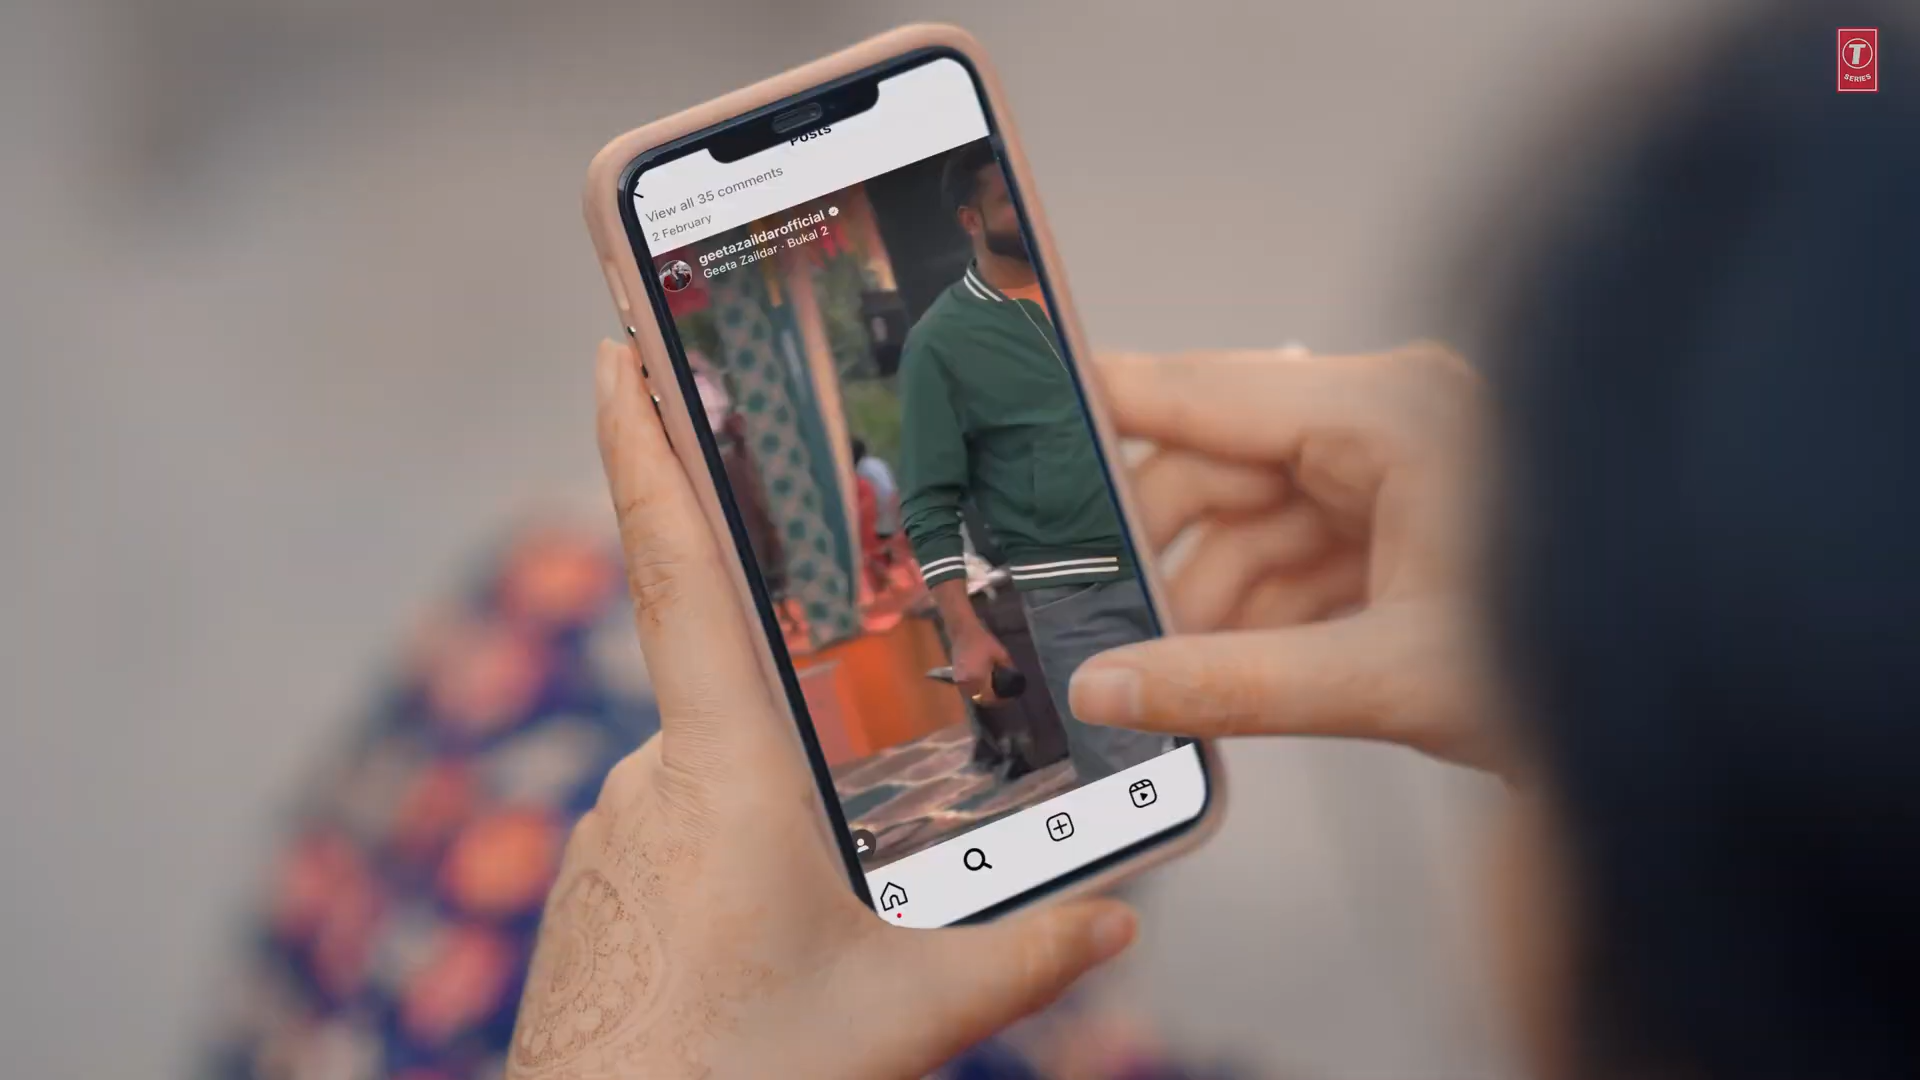 T
SERIES
Posts
View all 35 comments
2 February
geetazaildarofficial
Geeta Zaildar · Bukal 2